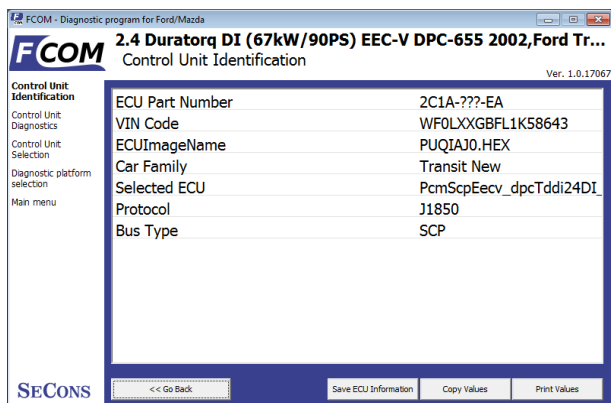 FCOM - Diagnostic program for Ford/Mazda
FCOM
2.4 Duratorq DI (67kW/90PS) EEC-V DPC-655 2002,Ford Tr...
Control Unit Identification
Ver. 1.0.17067
Control Unit
Identification
Control Unit
Diagnostics
Control Unit
Selection
Diagnostic platform
selection
Main menu
ECU Part Number 2C1A-???-EA
VIN Code WF0LXXGBFL1K58643
ECUImageName PUQIAJ0.HEX
Car Family Transit New
Selected ECU PcmScpEecv_dpcTddi24DI_
Protocol J1850
Bus Type SCP
SECONS
<< Go Back
Save ECU Information
Copy Values
Print Values